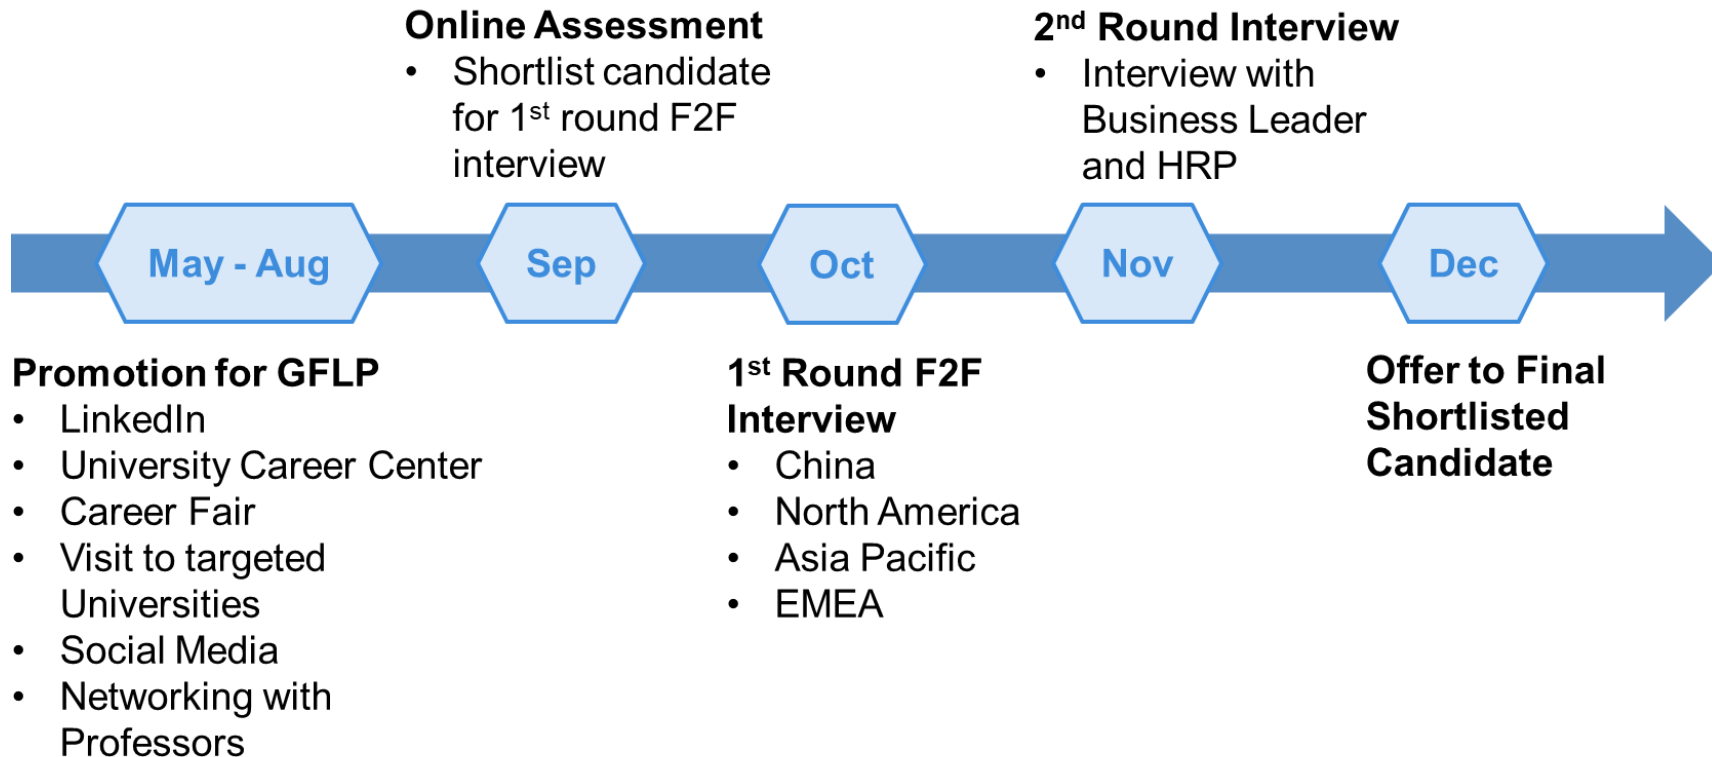 Online Assessment
• Shortlist candidate
for 1st round F2F
interview
2nd Round Interview
• Interview with
Business Leader
and HRP
May - Aug
Sep
Oct
Nov
Dec
Promotion for GFLP
• LinkedIn
• University Career Center
• Career Fair
• Visit to targeted
Universities
• Social Media
• Networking with
Professors
1st Round F2F
Interview
• China
• North America
• Asia Pacific
• EMEA
Offer to Final
Shortlisted
Candidate